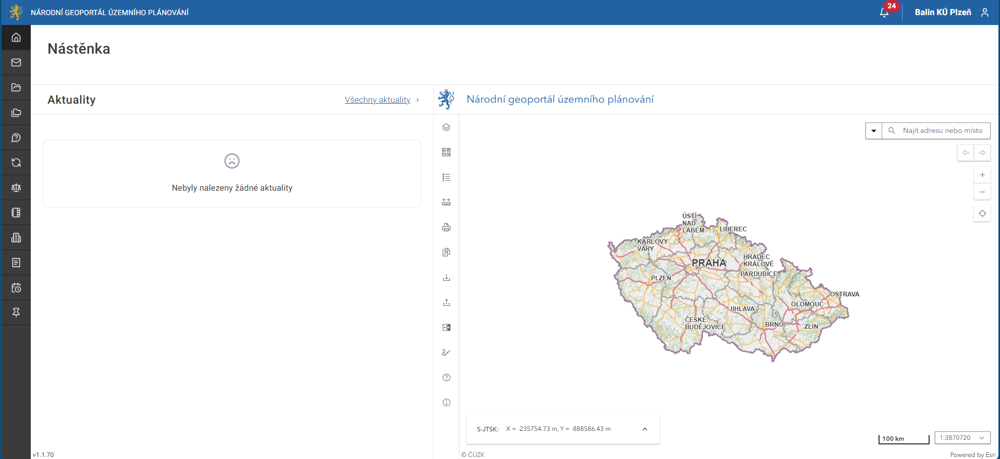 NÁRODNÍ GEOPORTÁL ÚZEMNÍHO PLÁNOVÁNÍ
24
Balin KÚ Plzeň
Nástěnka
Aktuality
Všechny aktuality
Národní geoportál územního plánování
Najít adresu nebo místo
Nebyly nalezeny žádné aktuality
ÚSTÍ
NAD
LABEM
LIBEREC
KARLOVY
VARY
HRADEC
KRÁLOVÉ
PRAHA
PARDUBICE
PLZEŇ
OSTRAVA
OLOMOUC
JIHLAVA
ČESKÉ
BUDĚJOVICE
BRNO
ZLÍN
S-JTSK: X = -235754.73 m, Y = -888586.43 m
100 km
1:3870720
v1.1.70
© ČÚZK
Powered by Esri